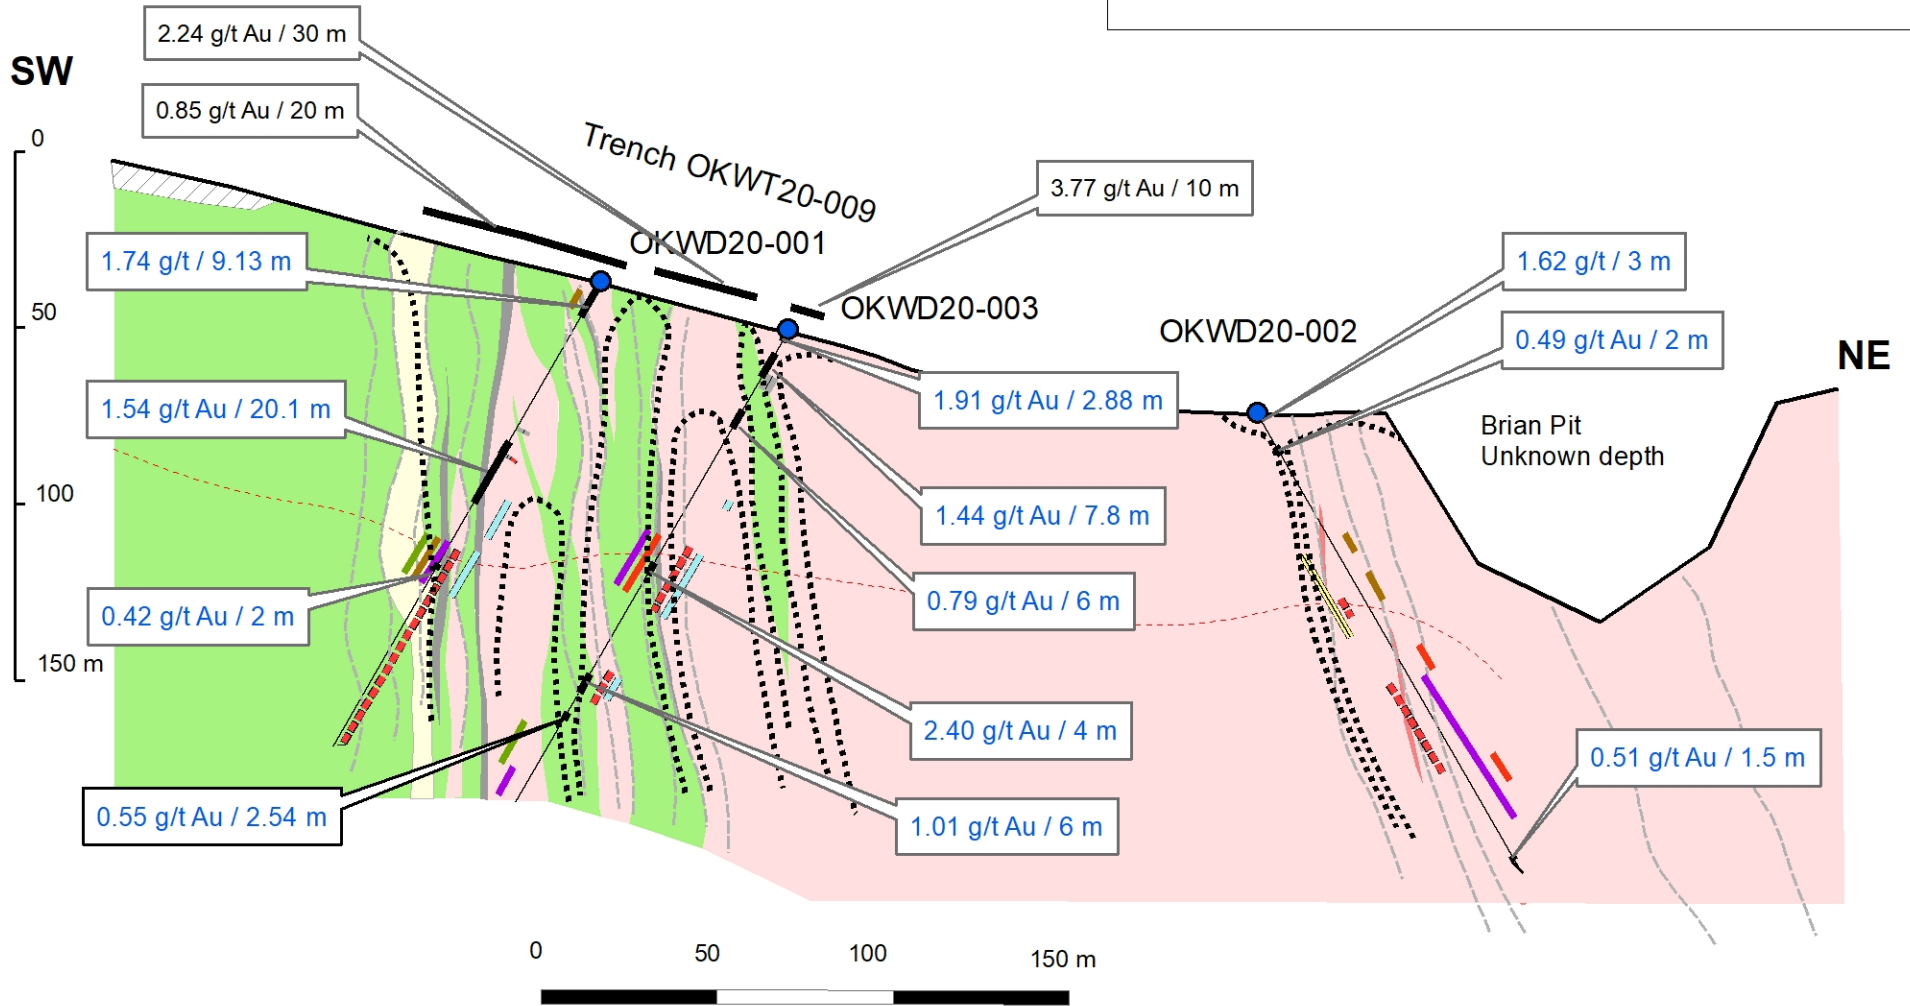 2.24 g/t Au / 30 m
SW
0.85 g/t Au / 20 m
0
Trench OKWT20-009
3.77 g/t Au / 10 m
OKWD20-001
1.74 g/t / 9.13 m
1.62 g/t / 3 m
50
OKWD20-003
OKWD20-002
0.49 g/t Au / 2 m
NE
1.54 g/t Au / 20.1 m
1.91 g/t Au / 2.88 m
Brian Pit
Unknown depth
100
1.44 g/t Au / 7.8 m
0.42 g/t Au / 2 m
0.79 g/t Au / 6 m
150 m
2.40 g/t Au / 4 m
0.51 g/t Au / 1.5 m
0.55 g/t Au / 2.54 m
1.01 g/t Au / 6 m
0 50 100 150 m